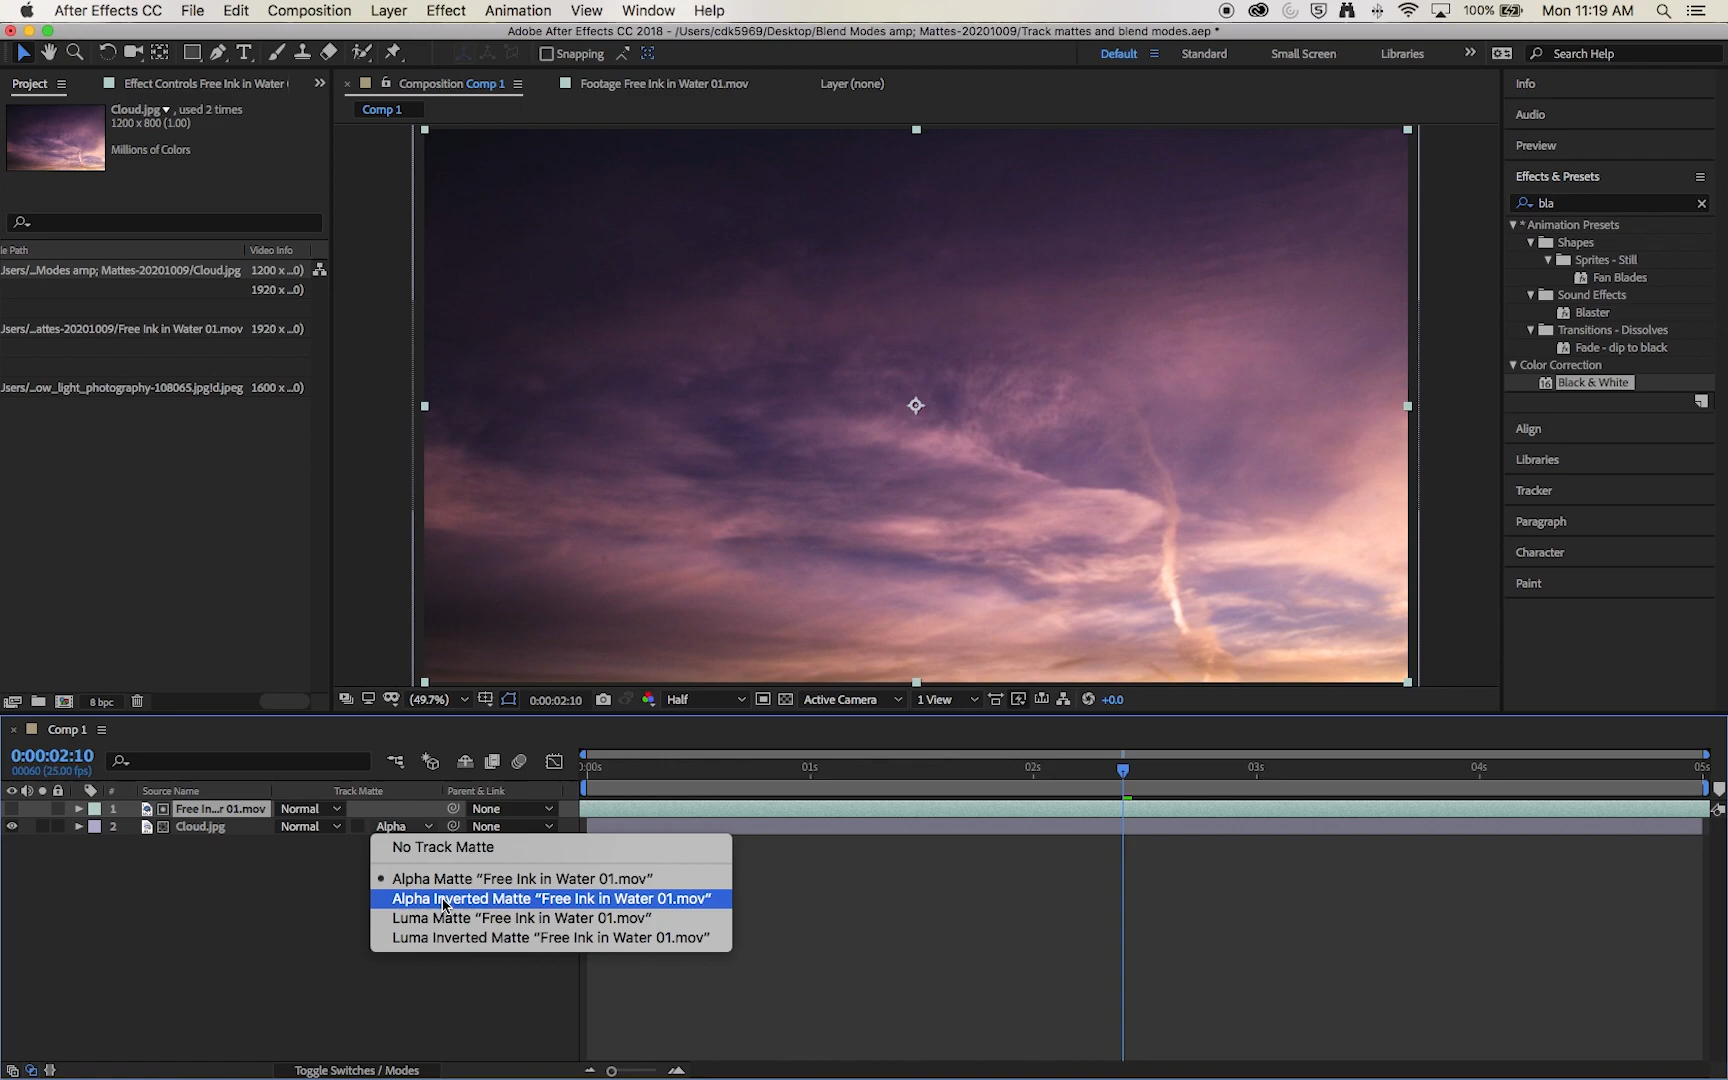 After Effects CC File Edit Composition Layer Effect Animation View Window Help 100% Mon 11:19 AM
Adobe After Effects CC 2018 - /Users/cdk5969/Desktop/Blend Modes amp; Mattes-20201009/Track mattes and blend modes.aep *
Snapping Default Standard Small Screen Libraries Search Help
Project Effect Controls Free Ink in Water Composition Comp 1 Footage Free Ink in Water 01.mov Layer (none)
Comp 1
Cloud.jpg , used 2 times
1200 x 800 (1.00)
Millions of Colors
le Path Video Info
Jsers/...Modes amp; Mattes-20201009/Cloud.jpg 1200 x ...0)
1920 x ...0)
Jsers/...attes-20201009/Free Ink in Water 01.mov 1920 x ...0)
Jsers/...ow_light_photography-108065.jpg!d.jpeg 1600 x ...0)
8 bpc
(49.7%) 0:00:02:10 Half Active Camera 1 View +0.0
Info
Audio
Preview
Effects & Presets
bla
* Animation Presets
Shapes
Sprites - Still
Fan Blades
Sound Effects
Blaster
Transitions - Dissolves
Fade - dip to black
Color Correction
16 Black & White
Align
Libraries
Tracker
Paragraph
Character
Paint
Comp 1
0:00:02:10
00060 (25.00 fps)
# Source Name Track Matte Parent & Link
):00s 01s 02s 03s 04s 05s
1 Free In...r 01.mov Normal None
2 Cloud.jpg Normal Alpha None
No Track Matte
Alpha Matte “Free Ink in Water 01.mov”
Alpha Inverted Matte “Free Ink in Water 01.mov”
Luma Matte “Free Ink in Water 01.mov”
Luma Inverted Matte “Free Ink in Water 01.mov”
Toggle Switches / Modes